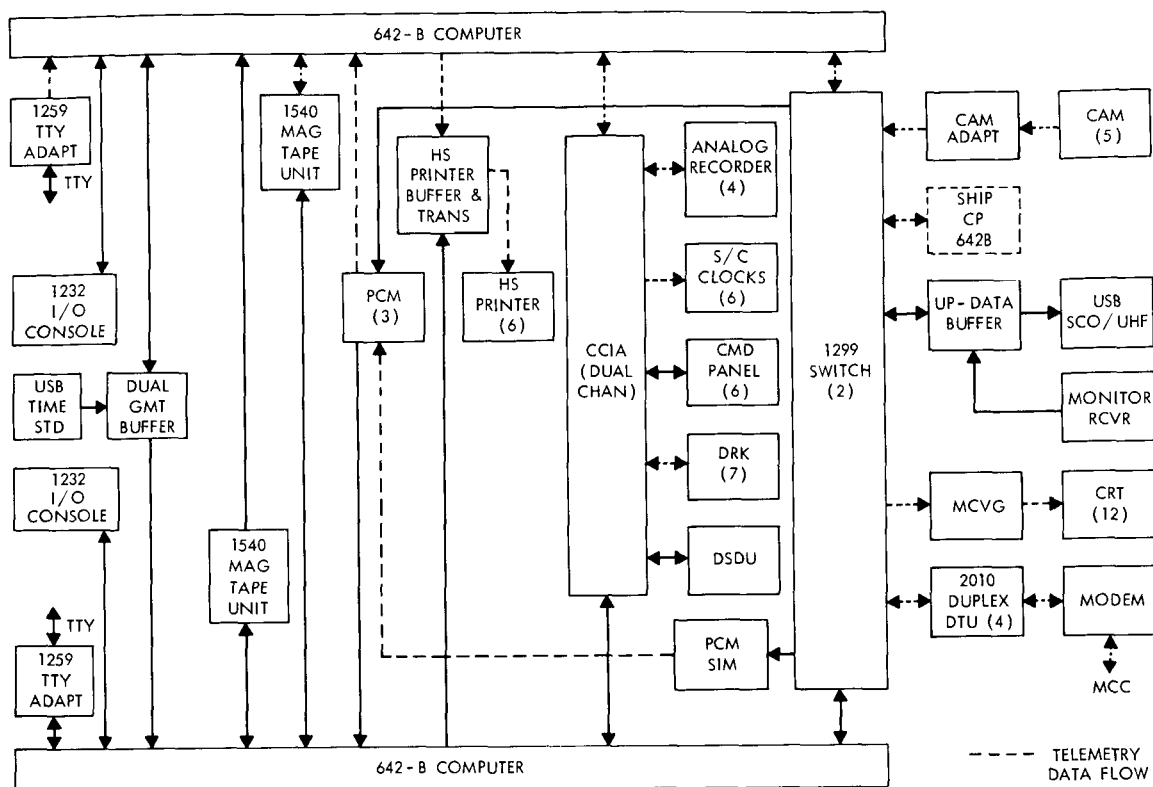 642-B COMPUTER
1259
TTY
ADAPT
TTY
1540
MAG
TAPE
UNIT
HS
PRINTER
BUFFER &
TRANS
ANALOG
RECORDER
(4)
CAM
ADAPT
CAM
(5)
SHIP
CP
642B
1232
I/O
CONSOLE
PCM
(3)
HS
PRINTER
(6)
S/C
CLOCKS
(6)
UP-DATA
BUFFER
USB
SCO/UHF
CCIA
(DUAL
CHAN)
CMD
PANEL
(6)
1299
SWITCH
(2)
USB
TIME
STD
DUAL
GMT
BUFFER
MONITOR
RCVR
1232
I/O
CONSOLE
DRK
(7)
MCVG
CRT
(12)
1540
MAG
TAPE
UNIT
DSDU
2010
DUPLEX
DTU (4)
MODEM
TTY
1259
TTY
ADAPT
PCM
SIM
MCC
642-B COMPUTER
TELEMETRY
DATA FLOW